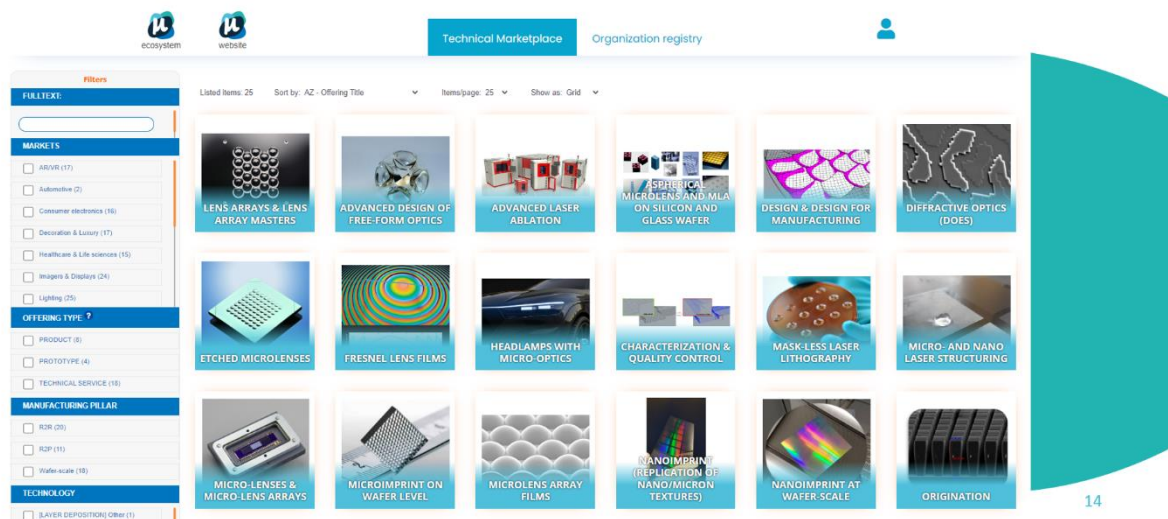 µ
ecosystem
µ
website
Technical Marketplace
Organization registry
Filters
FULLTEXT:
MARKETS
AR/VR (17)
Automotive (2)
Consumer electronics (16)
Decoration & Luxury (17)
Healthcare & Life sciences (15)
Imagers & Displays (24)
Lighting (25)
OFFERING TYPE ?
PRODUCT (6)
PROTOTYPE (4)
TECHNICAL SERVICE (18)
MANUFACTURING PILLAR
R2R (20)
R2P (11)
Wafer-scale (18)
TECHNOLOGY
[LAYER DEPOSITION] Other (1)
Listed Items: 25 Sort by: AZ - Offering Title Items/page: 25 Show as: Grid
LENS ARRAYS & LENS
ARRAY MASTERS
ADVANCED DESIGN OF
FREE-FORM OPTICS
ADVANCED LASER
ABLATION
ASPHERICAL
MICROLENS AND MLA
ON SILICON AND
GLASS WAFER
DESIGN & DESIGN FOR
MANUFACTURING
DIFFRACTIVE OPTICS
(DOES)
ETCHED MICROLENSES
FRESNEL LENS FILMS
HEADLAMPS WITH
MICRO-OPTICS
CHARACTERIZATION &
QUALITY CONTROL
MASK-LESS LASER
LITHOGRAPHY
MICRO- AND NANO
LASER STRUCTURING
MICRO-LENSES &
MICRO-LENS ARRAYS
MICROIMPRINT ON
WAFER LEVEL
MICROLENS ARRAY
FILMS
NANOIMPRINT
(REPLICATION OF
NANO/MICRON
TEXTURES)
NANOIMPRINT AT
WAFER-SCALE
ORIGINATION
14